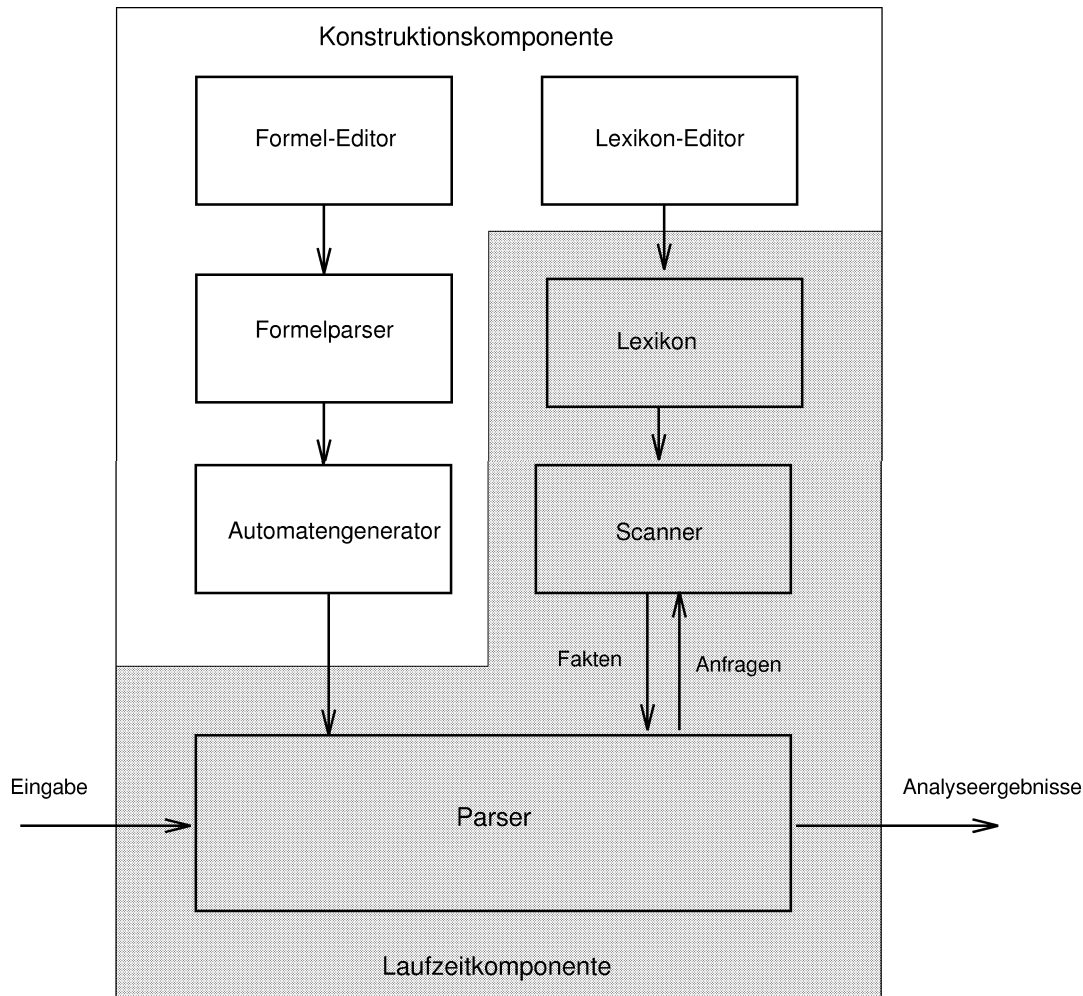 Konstruktionskomponente
Formel-Editor
Lexikon-Editor
Formelparser
Lexikon
Automatengenerator
Scanner
Fakten
Anfragen
Eingabe
Analyseergebnisse
Parser
Laufzeitkomponente